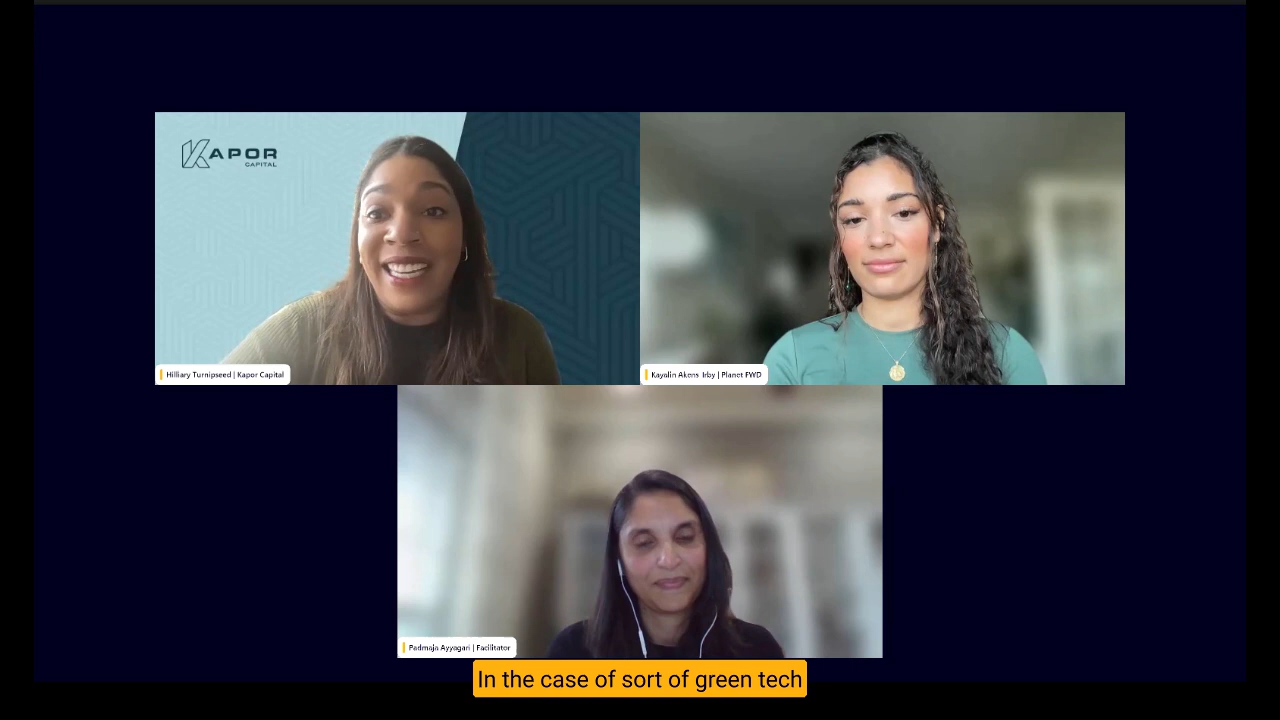 KAPOR
CAPITAL
Hilliary Turnipseed | Kapor Capital
Kayalin Akens-Irby | Planet FWD
Padmaja Ayyagari | Facilitator
In the case of sort of green tech